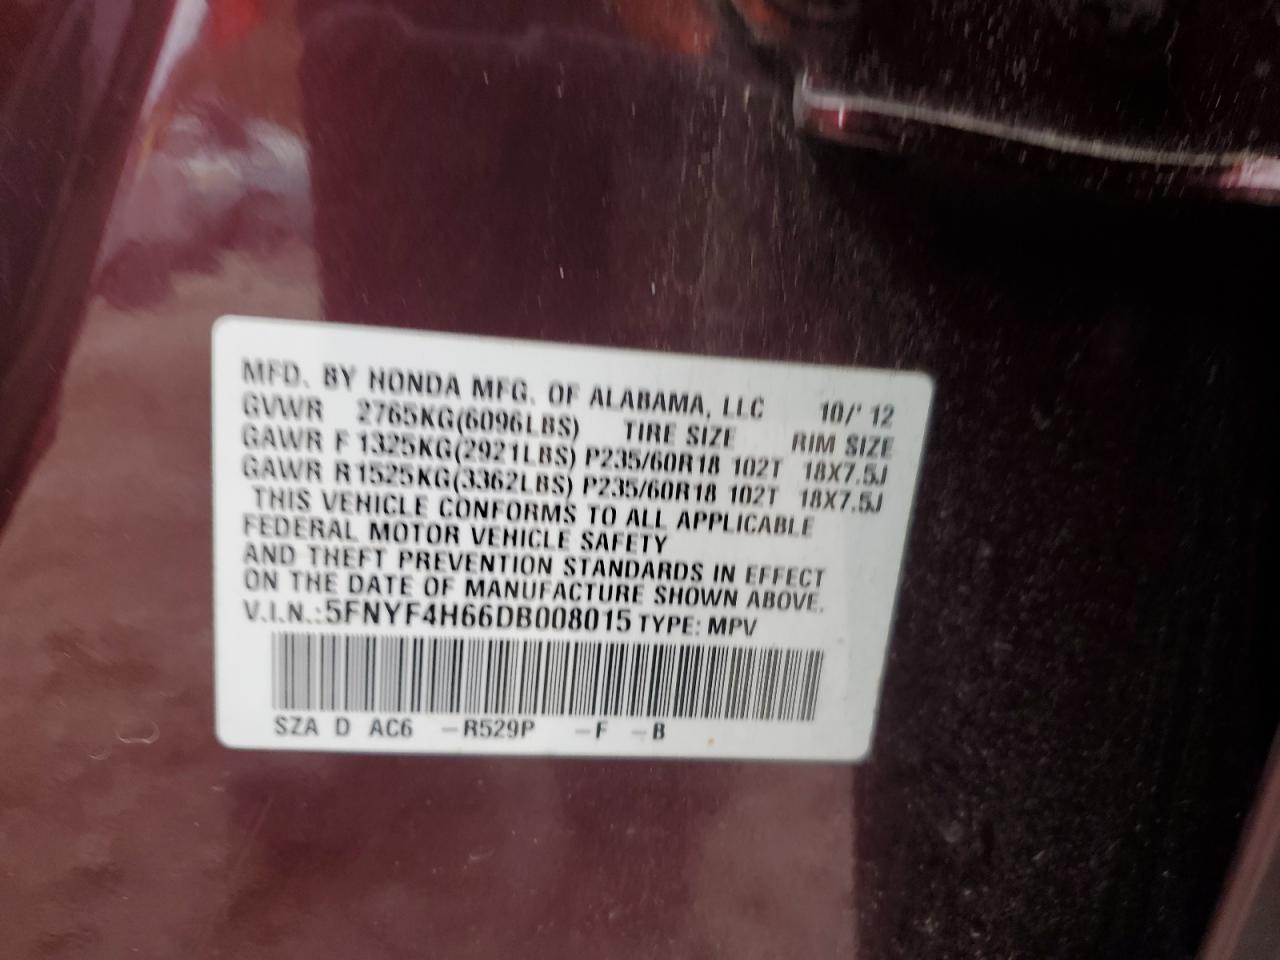 MFD. BY HONDA MFG. OF ALABAMA, LLC 10/' 12
GVWR 2765KG(6096LBS) TIRE SIZE RIM SIZE
GAWR F 1325KG(2921LBS) P235/60R18 102T 18X7.5J
GAWR R 1525KG(3362LBS) P235/60R18 102T 18X7.5J
THIS VEHICLE CONFORMS TO ALL APPLICABLE
FEDERAL MOTOR VEHICLE SAFETY
AND THEFT PREVENTION STANDARDS IN EFFECT
ON THE DATE OF MANUFACTURE SHOWN ABOVE.
V.I.N.:5FNYF4H66DB008015 TYPE: MPV
SZA D AC6 –R529P –F –B